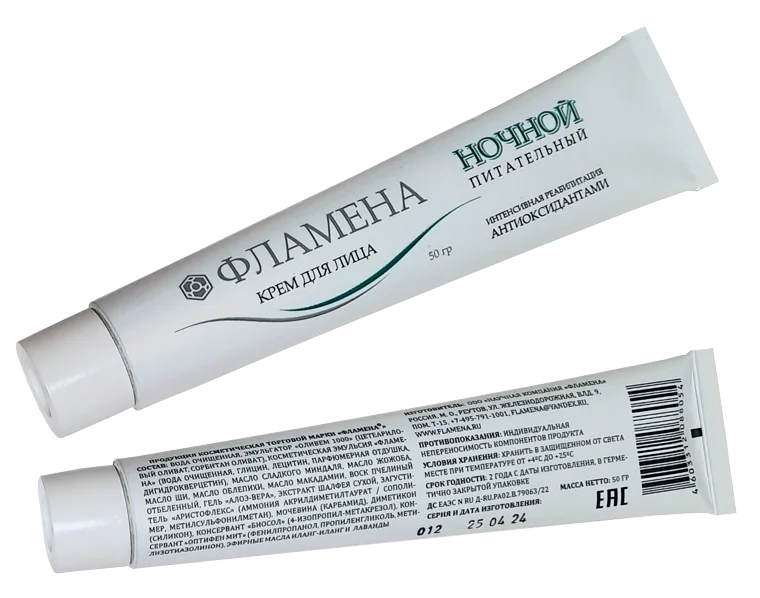 НОЧНОЙ
ПИТАТЕЛЬНЫЙ
ФЛАМЕНА
КРЕМ ДЛЯ ЛИЦА
50 гр
ИНТЕНСИВНАЯ РЕАБИЛИТАЦИЯ
АНТИОКСИДАНТАМИ
ПРОДУКЦИЯ КОСМЕТИЧЕСКАЯ ТОРГОВОЙ МАРКИ «ФЛАМЕНА®»
СОСТАВ: ВОДА ОЧИЩЕННАЯ, ЭМУЛЬГАТОР «ОЛИВЕМ 1000» (ЦЕТЕАРИЛО-
ВЫЙ ОЛИВАТ, СОРБИТАН ОЛИВАТ), КОСМЕТИЧЕСКАЯ ЭМУЛЬСИЯ «ФЛАМЕ-
НА» (ВОДА ОЧИЩЕННАЯ, ГЛИЦИН, ЛЕЦИТИН, ПАРФЮМЕРНАЯ ОТДУШКА,
ДИГИДРОКВЕРЦЕТИН), МАСЛО СЛАДКОГО МИНДАЛЯ, МАСЛО ЖОЖОБА,
МАСЛО ШИ, МАСЛО ОБЛЕПИХИ, МАСЛО МАКАДАМИИ, ВОСК ПЧЕЛИНЫЙ
ОТБЕЛЕННЫЙ, ГЕЛЬ «АЛОЭ-ВЕРА», ЭКСТРАКТ ШАЛФЕЯ СУХОЙ, ЗАГУСТИ-
ТЕЛЬ «АРИСТОФЛЕКС» (АММОНИЯ АКРИЛДИМЕТИЛТАУРАТ / СОПОЛИ-
МЕР, МЕТИЛСУЛЬФОНИЛМЕТАН), МОЧЕВИНА (КАРБАМИД), ДИМЕТИКОН
(СИЛИКОН), КОНСЕРВАНТ «БИОСОЛ» (4-ИЗОПРОПИЛ-МЕТАКРЕЗОЛ), КОН-
СЕРВАНТ «ОПТИФЕН МИТ» (ФЕНИЛПРОПАНОЛ, ПРОПИЛЕНГЛИКОЛЬ, МЕТИ-
ЛИЗОТИАЗОЛИНОН), ЭФИРНЫЕ МАСЛА ИЛАНГ-ИЛАНГ И ЛАВАНДЫ
ИЗГОТОВИТЕЛЬ: ООО «НАУЧНАЯ КОМПАНИЯ «ФЛАМЕНА»
РОССИЯ, М. О., РЕУТОВ, УЛ. ЖЕЛЕЗНОДОРОЖНАЯ, ВЛД. 9,
ПОМ. 7-15. +7-495-791-1001, FLAMENA@YANDEX.RU,
WWW.FLAMENA.RU
ПРОТИВОПОКАЗАНИЯ: ИНДИВИДУАЛЬНАЯ
НЕПЕРЕНОСИМОСТЬ КОМПОНЕНТОВ ПРОДУКТА
УСЛОВИЯ ХРАНЕНИЯ: ХРАНИТЬ В ЗАЩИЩЕННОМ ОТ СВЕТА
МЕСТЕ ПРИ ТЕМПЕРАТУРЕ ОТ +4°C ДО +25°C
СРОК ГОДНОСТИ: 2 ГОДА С ДАТЫ ИЗГОТОВЛЕНИЯ, В ГЕРМЕ-
ТИЧНО ЗАКРЫТОЙ УПАКОВКЕ
МАССА НЕТТО: 50 ГР
ДС ЕАЭС N RU Д-RU.РА02.В.79063/22
СЕРИЯ И ДАТА ИЗГОТОВЛЕНИЯ:
012 25 04 24
EAC